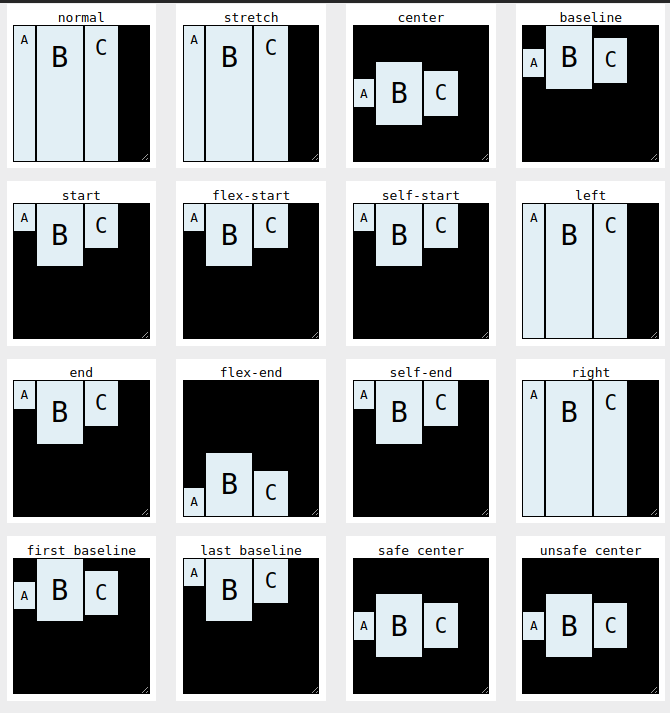 normal stretch center baseline
A B C A B C A B C A B C
start flex-start self-start left
A B C A B C A B C A B C
end flex-end self-end right
A B C A B C A B C A B C
first baseline last baseline safe center unsafe center
A B C A B C A B C A B C